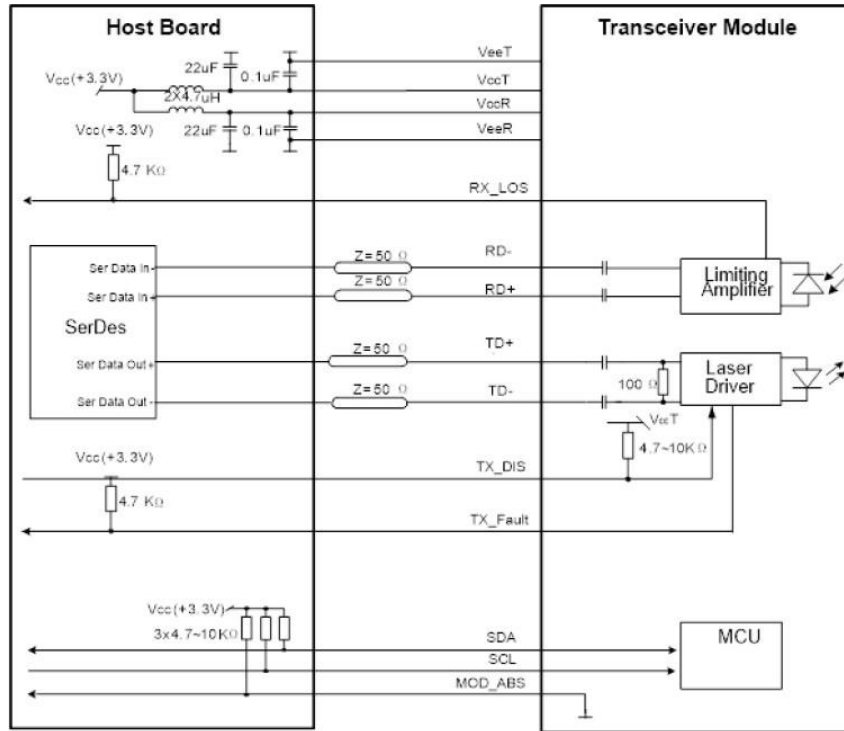 Host Board
Transceiver Module
VeeT
22uF
0.1uF
Vcc(+3.3V)
VccT
2X4.7uH
VccR
Vcc(+3.3V)
22uF
0.1uF
VeeR
4.7 KΩ
RX_LOS
Z=50 Ω
RD-
Ser Data In -
Z=50 Ω
Limiting
Amplifier
Ser Data In +
RD+
SerDes
Z=50 Ω
TD+
Ser Data Out +
Laser
Driver
Z=50 Ω
100 Ω
Ser Data Out -
TD-
VccT
Vcc(+3.3V)
4.7~10KΩ
TX_DIS
4.7 KΩ
TX_Fault
Vcc(+3.3V)
3x4.7~10KΩ
SDA
MCU
SCL
MOD_ABS